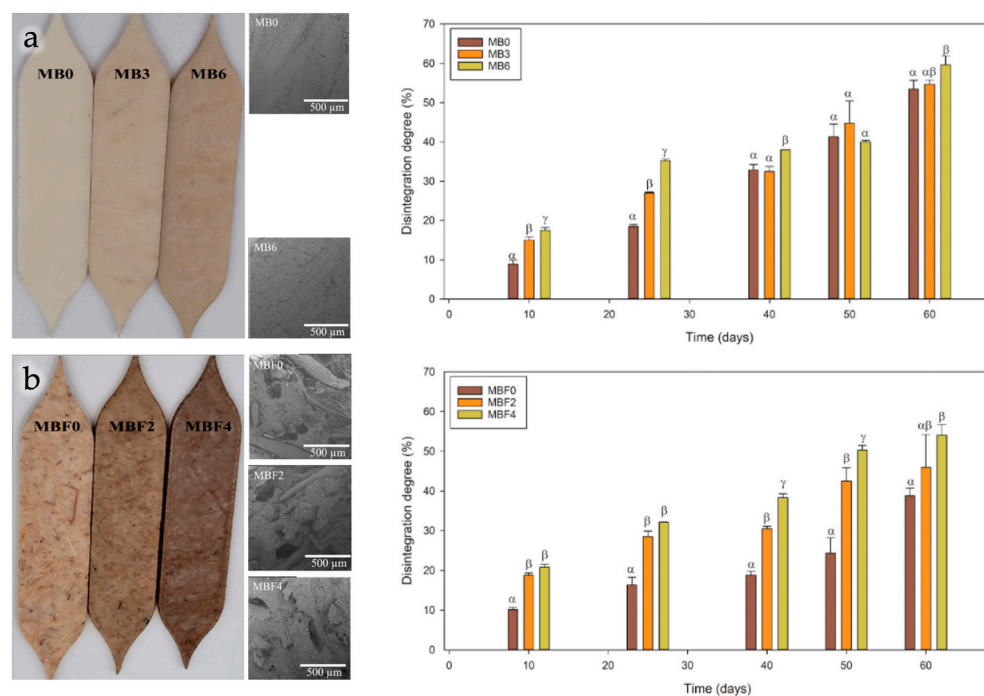 a
MB0 MB3 MB6
MB0
500 µm
MB6
500 µm
MB0
MB3
MB6
Disintegration degree (%)
70
60
50
40
30
20
10
0
α β γ
α β γ
α α β
α α α
α αβ β
0 10 20 30 40 50 60
Time (days)
b
MBF0 MBF2 MBF4
MBF0
500 µm
MBF2
500 µm
MBF4
500 µm
MBF0
MBF2
MBF4
Disintegration degree (%)
70
60
50
40
30
20
10
0
α β β
α β β
α β γ
α β γ
α αβ β
0 10 20 30 40 50 60
Time (days)